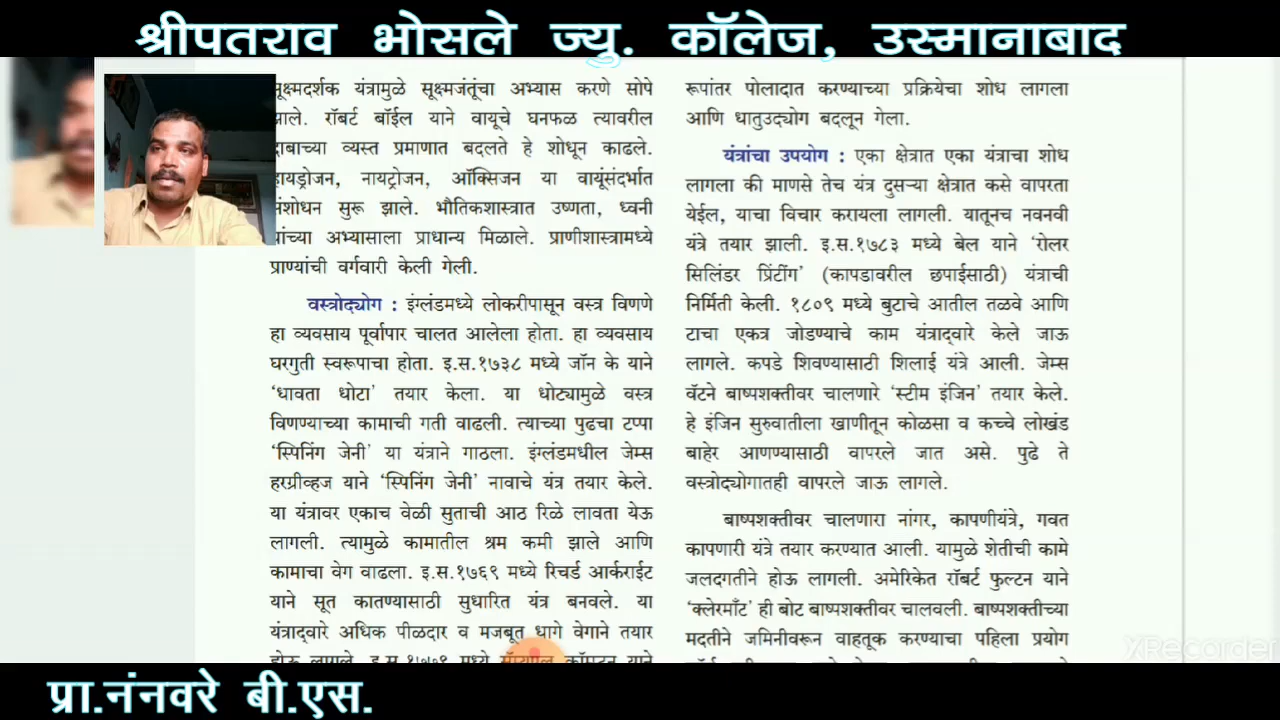 श्रीपतराव भोसले ज्यु. कॉलेज, उस्मानाबाद
सूक्ष्मदर्शक यंत्रामुळे सूक्ष्मजंतूंचा अभ्यास करणे सोपे
झाले. रॉबर्ट बॉईल याने वायूचे घनफळ त्यावरील
दाबाच्या व्यस्त प्रमाणात बदलते हे शोधून काढले.
हायड्रोजन, नायट्रोजन, ऑक्सिजन या वायूंसंदर्भात
संशोधन सुरू झाले. भौतिकशास्त्रात उष्णता, ध्वनी
यांच्या अभ्यासाला प्राधान्य मिळाले. प्राणीशास्त्रामध्ये
प्राण्यांची वर्गवारी केली गेली.
वस्त्रोद्योग : इंग्लंडमध्ये लोकरीपासून वस्त्र विणणे
हा व्यवसाय पूर्वापार चालत आलेला होता. हा व्यवसाय
घरगुती स्वरूपाचा होता. इ.स.१७३८ मध्ये जॉन के याने
‘धावता धोटा’ तयार केला. या धोट्यामुळे वस्त्र
विणण्याच्या कामाची गती वाढली. त्याच्या पुढचा टप्पा
‘स्पिनिंग जेनी’ या यंत्राने गाठला. इंग्लंडमधील जेम्स
हरग्रीव्हज याने ‘स्पिनिंग जेनी’ नावाचे यंत्र तयार केले.
या यंत्रावर एकाच वेळी सुताची आठ रिळे लावता येऊ
लागली. त्यामुळे कामातील श्रम कमी झाले आणि
कामाचा वेग वाढला. इ.स.१७६९ मध्ये रिचर्ड आर्कराईट
याने सूत कातण्यासाठी सुधारित यंत्र बनवले. या
यंत्राद्वारे अधिक पीळदार व मजबूत धागे वेगाने तयार
होऊ लागले. इ.स.१७७९ मध्ये सॅम्युएल क्रॉम्प्टन याने
रूपांतर पोलादात करण्याच्या प्रक्रियेचा शोध लागला
आणि धातुउद्योग बदलून गेला.
यंत्रांचा उपयोग : एका क्षेत्रात एका यंत्राचा शोध
लागला की माणसे तेच यंत्र दुसऱ्या क्षेत्रात कसे वापरता
येईल, याचा विचार करायला लागली. यातूनच नवनवी
यंत्रे तयार झाली. इ.स.१७८३ मध्ये बेल याने ‘रोलर
सिलिंडर प्रिंटींग’ (कापडावरील छपाईसाठी) यंत्राची
निर्मिती केली. १८०९ मध्ये बुटाचे आतील तळवे आणि
टाचा एकत्र जोडण्याचे काम यंत्राद्वारे केले जाऊ
लागले. कपडे शिवण्यासाठी शिलाई यंत्रे आली. जेम्स
वॅटने बाष्पशक्तीवर चालणारे ‘स्टीम इंजिन’ तयार केले.
हे इंजिन सुरुवातीला खाणीतून कोळसा व कच्चे लोखंड
बाहेर आणण्यासाठी वापरले जात असे. पुढे ते
वस्त्रोद्योगातही वापरले जाऊ लागले.
बाष्पशक्तीवर चालणारा नांगर, कापणीयंत्रे, गवत
कापणारी यंत्रे तयार करण्यात आली. यामुळे शेतीची कामे
जलदगतीने होऊ लागली. अमेरिकेत रॉबर्ट फुल्टन याने
‘क्लेरमाँट’ ही बोट बाष्पशक्तीवर चालवली. बाष्पशक्तीच्या
मदतीने जमिनीवरून वाहतूक करण्याचा पहिला प्रयोग
XRecorder
प्रा.नंनवरे बी.एस.